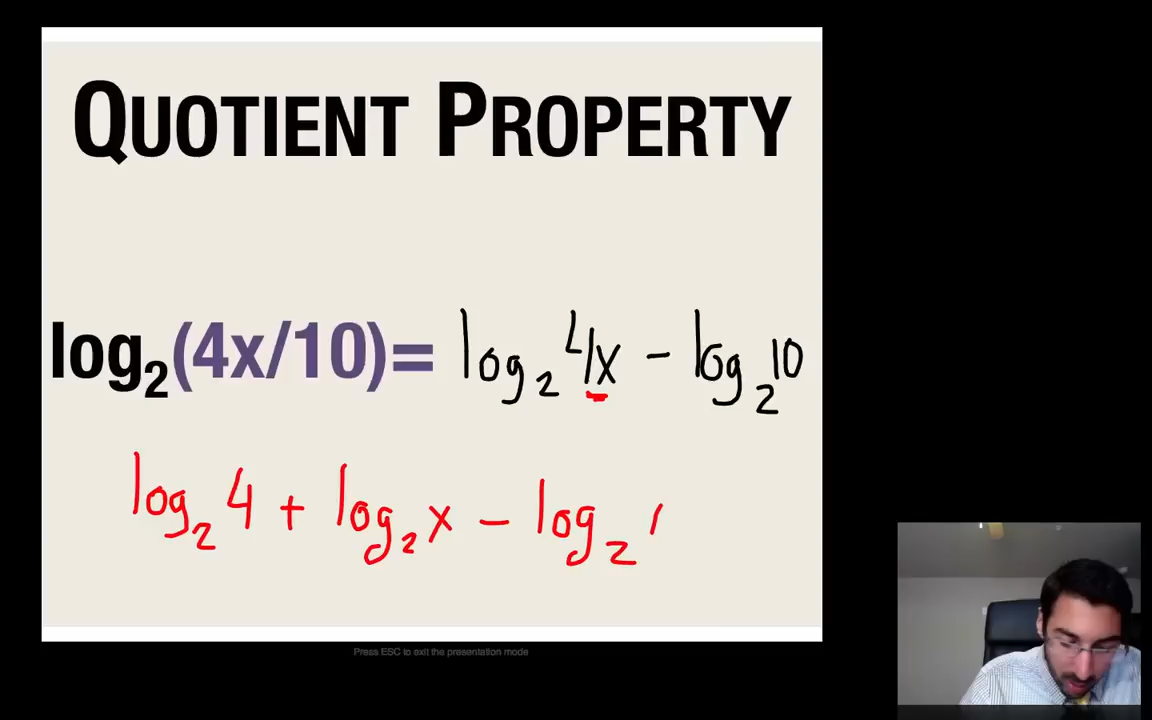 QUOTIENT PROPERTY
log₂(4x/10)= log₂ 4x − log₂ 10
log₂ 4 + log₂ x − log₂
Press ESC to exit the presentation mode